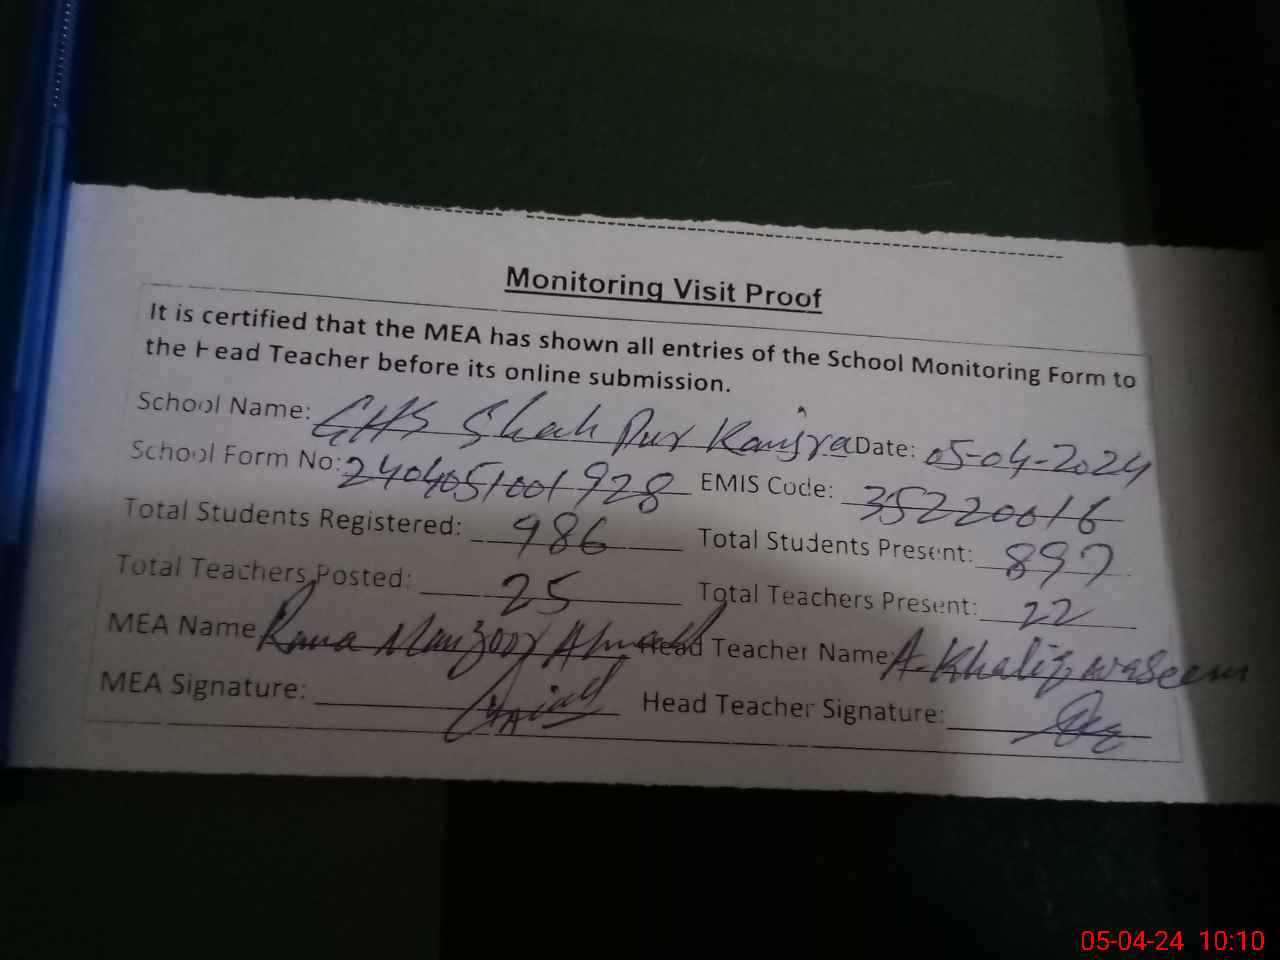 Monitoring Visit Proof
It is certified that the MEA has shown all entries of the School Monitoring Form to
the Head Teacher before its online submission.
School Name: GHS Shah Pur Kanjra Date: 05-04-2024
School Form No: 2404051001928 EMIS Code: 35220016
Total Students Registered: 986 Total Students Present: 897
Total Teachers Posted: 25 Total Teachers Present: 22
MEA Name Rana Manzoor Ahmad Head Teacher Name: A. Khaliq waseem
MEA Signature: Head Teacher Signature:
05-04-24 10:10